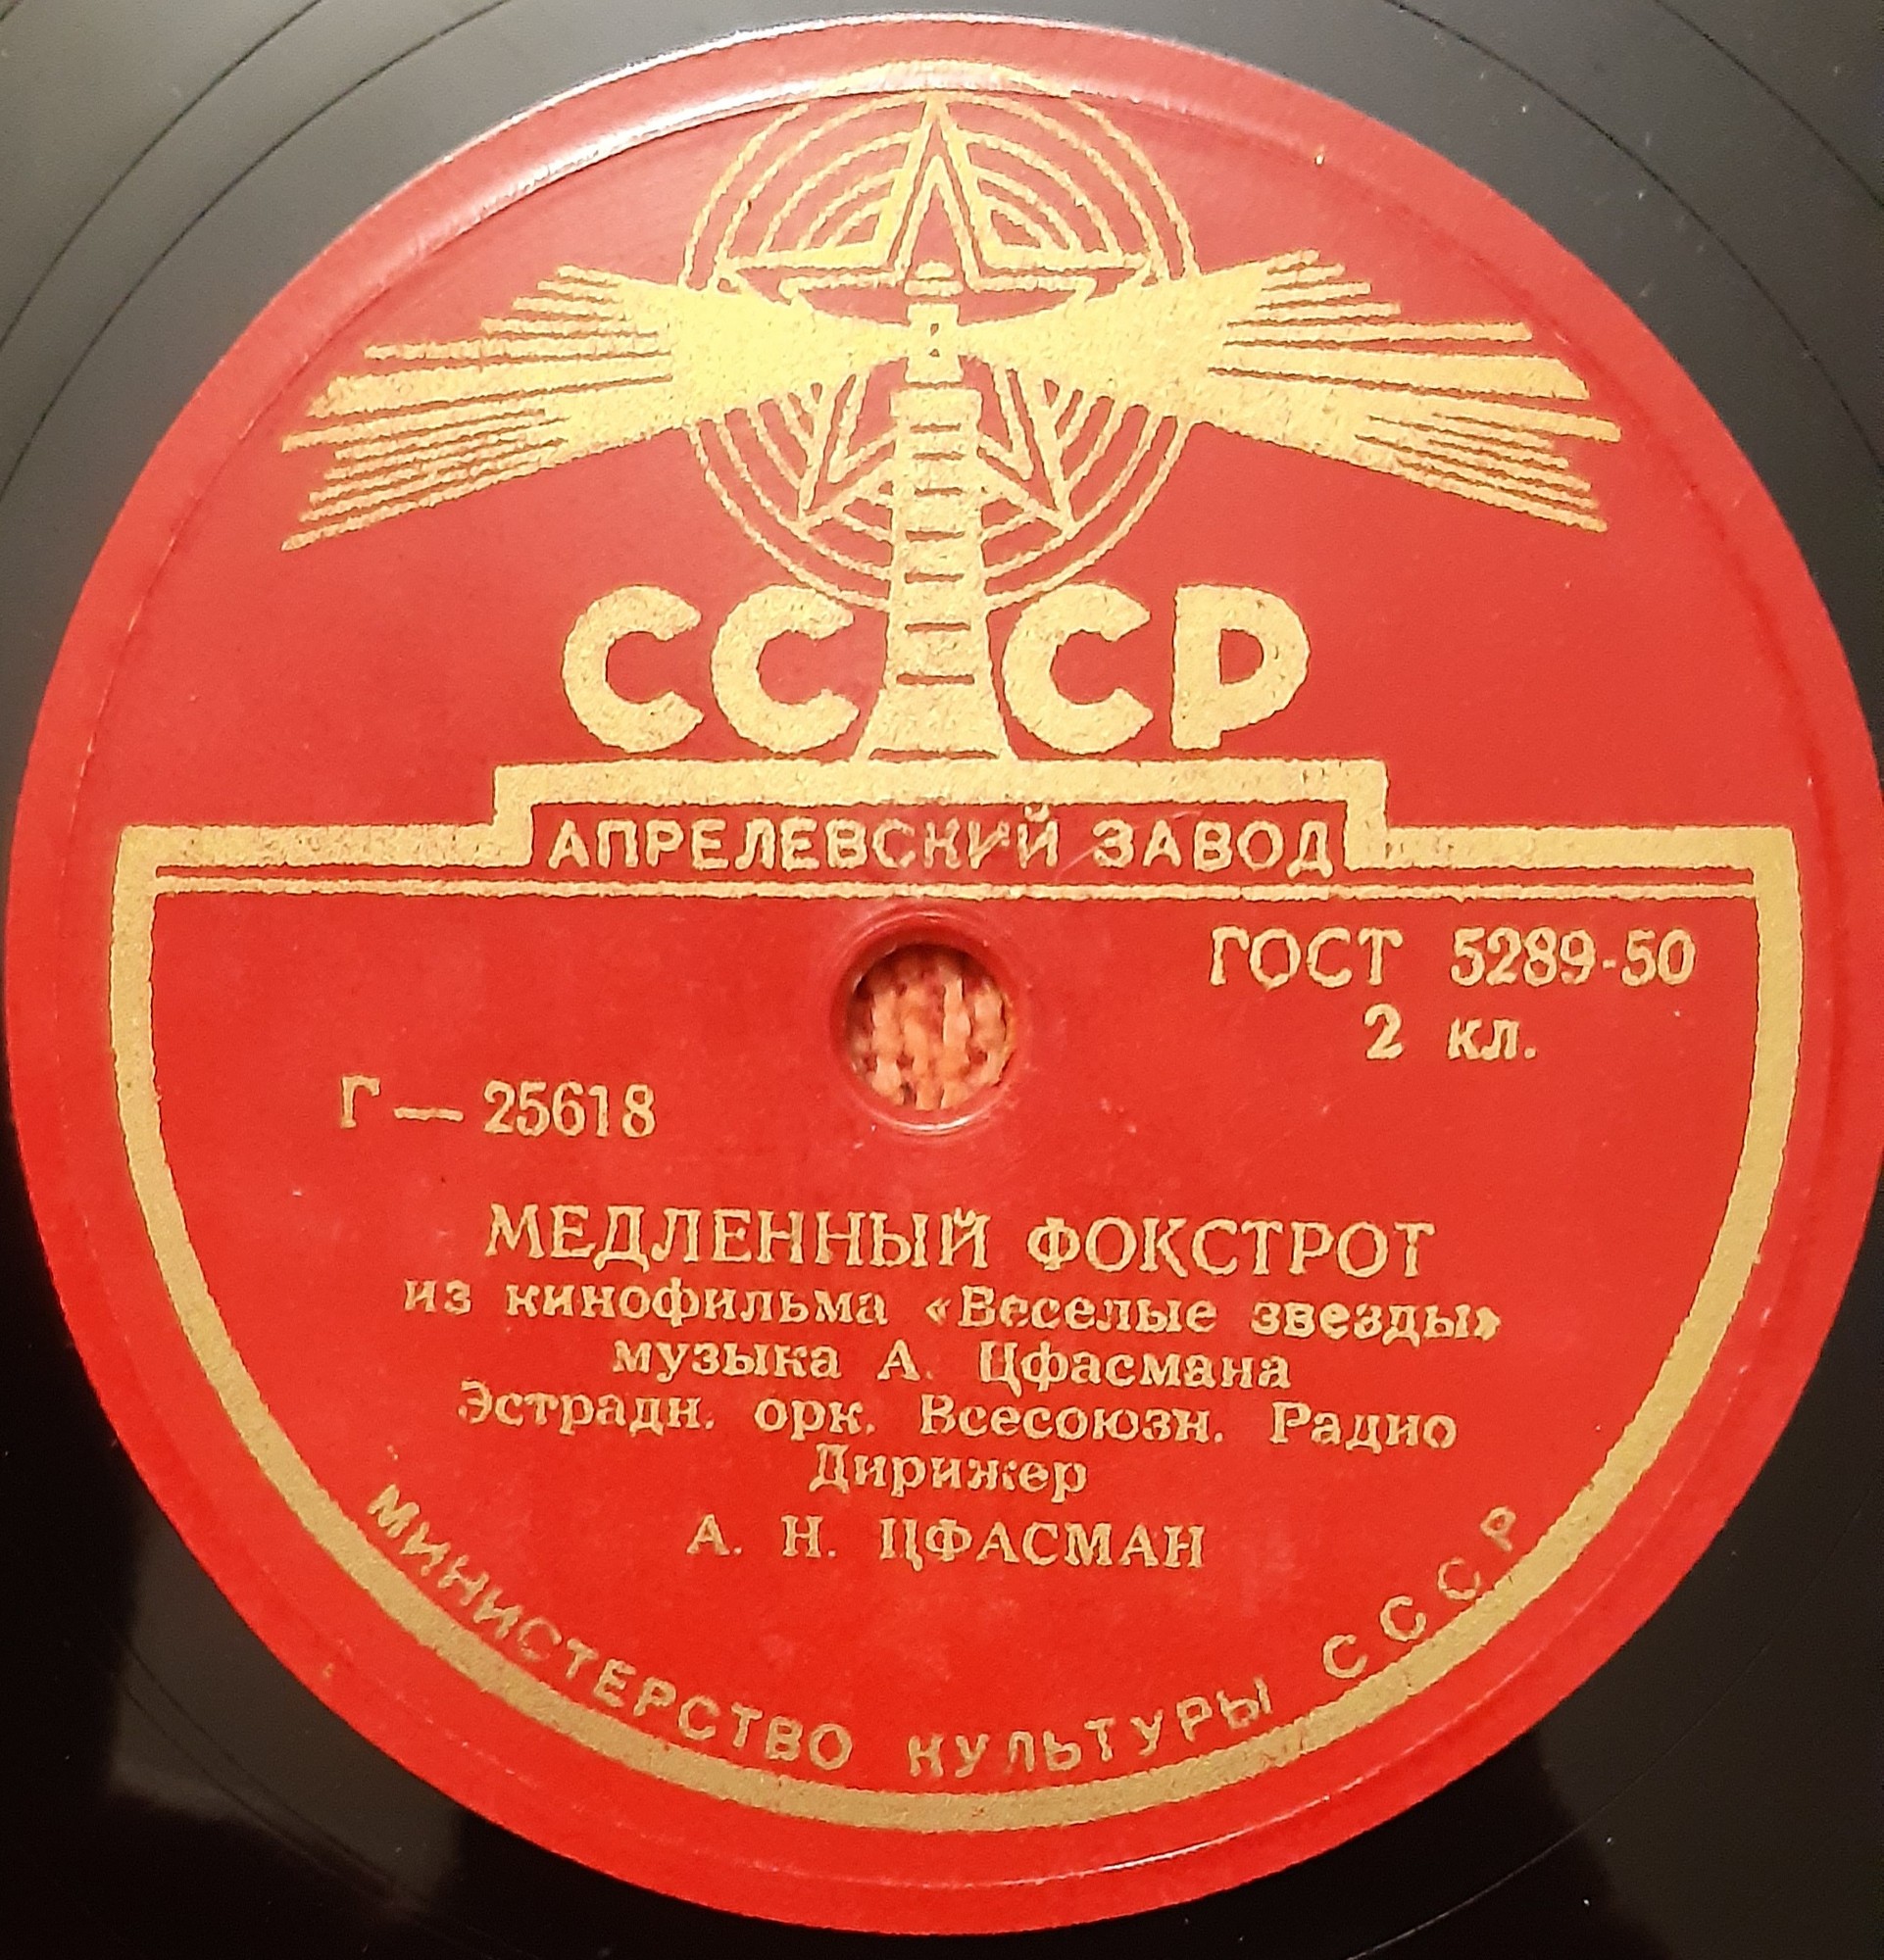 СССР
АПРЕЛЕВСКИЙ ЗАВОД
ГОСТ 5289-50
2 кл.
Г — 25618
МЕДЛЕННЫЙ ФОКСТРОТ
из кинофильма «Веселые звезды»
музыка А. Цфасмана
Эстрадн. орк. Всесоюзн. Радио
Дирижер
А. Н. ЦФАСМАН
МИНИСТЕРСТВО КУЛЬТУРЫ СССР